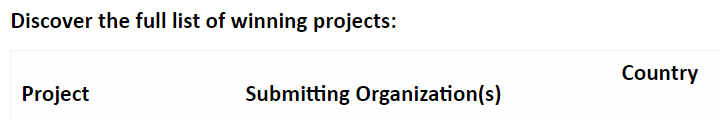 Discover the full list of winning projects:
Country
Project Submitting Organization(s)